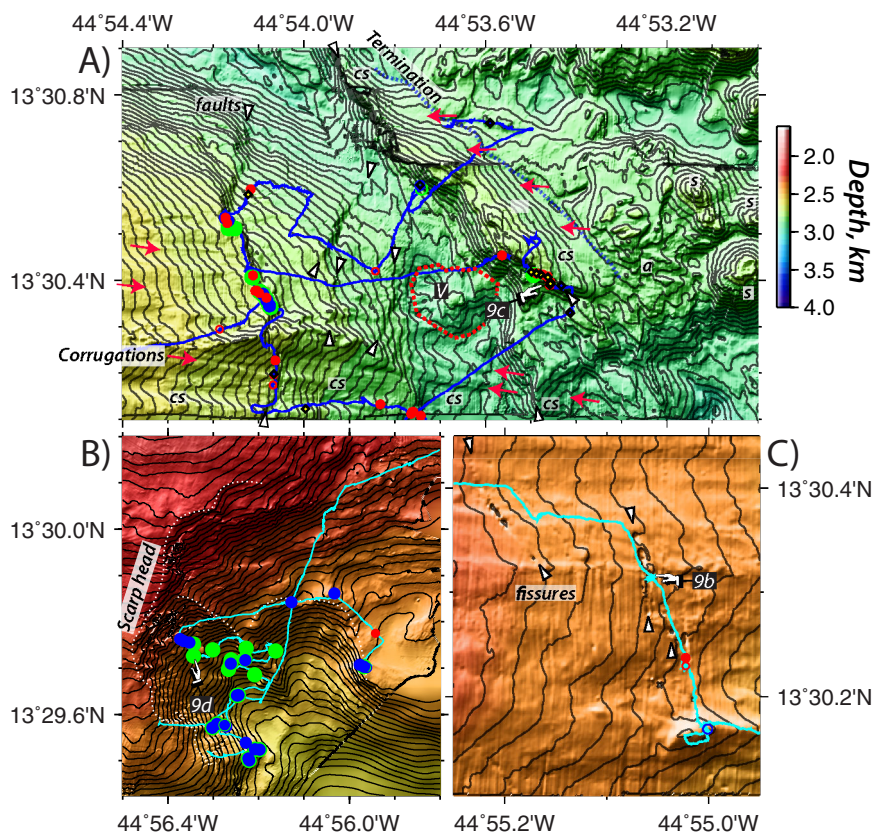 44˚54.4'W 44˚54.0'W 44˚53.6'W 44˚53.2'W
A)
Termination
cs
faults
13˚30.8'N
2.0
2.5
3.0
3.5
4.0
Depth, km
s
s
cs
a
13˚30.4'N
V
s
9c
Corrugations
cs cs cs cs
B)
C)
13˚30.0'N
13˚30.4'N
Scarp head
9b
fissures
9d
13˚29.6'N
13˚30.2'N
44˚56.4'W 44˚56.0'W 44˚55.2'W 44˚55.0'W